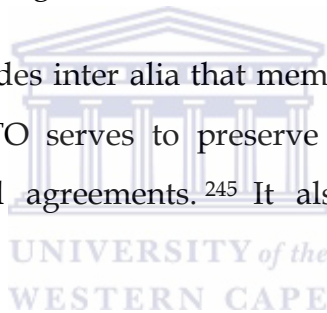 des inter alia that mem
TO serves to preserve
l agreements. 245 It als
UNIVERSITY of the
WESTERN CAPE